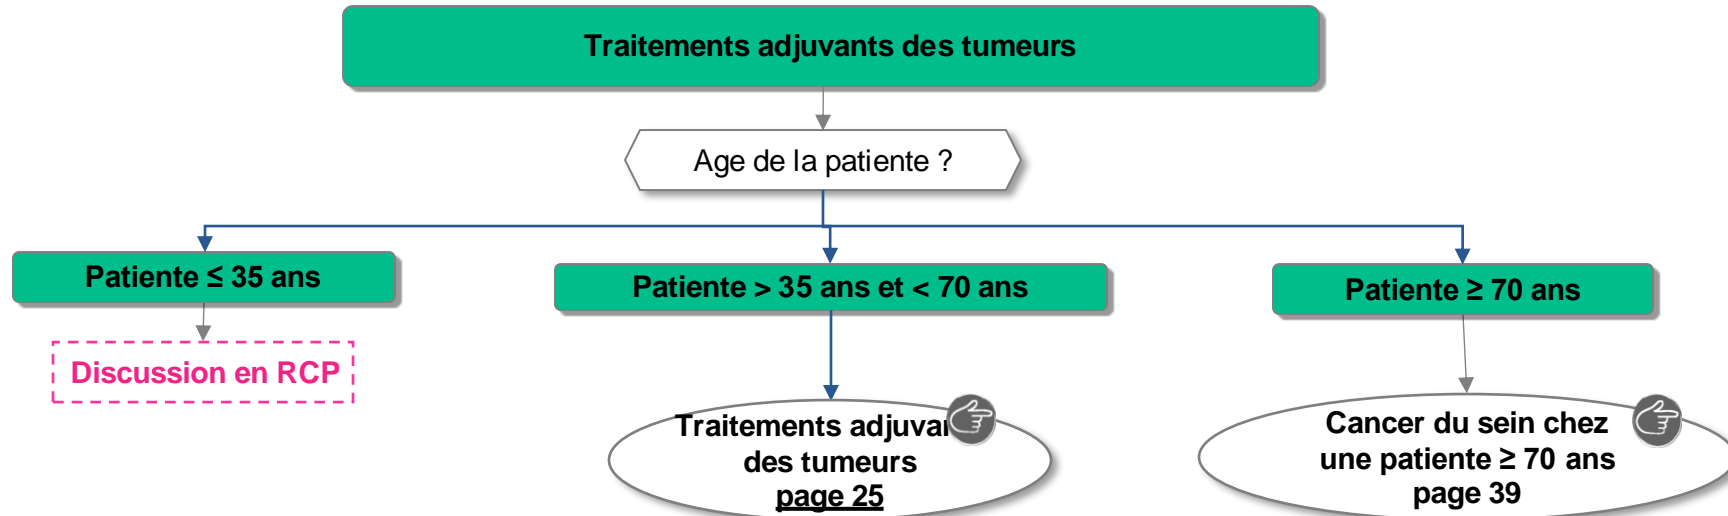 Traitements adjuvants des tumeurs
Age de la patiente ?
Patiente ≤ 35 ans
Patiente > 35 ans et < 70 ans
Patiente ≥ 70 ans
Discussion en RCP
Traitements adjuvan
des tumeurs
page 25
Cancer du sein chez
une patiente ≥ 70 ans
page 39